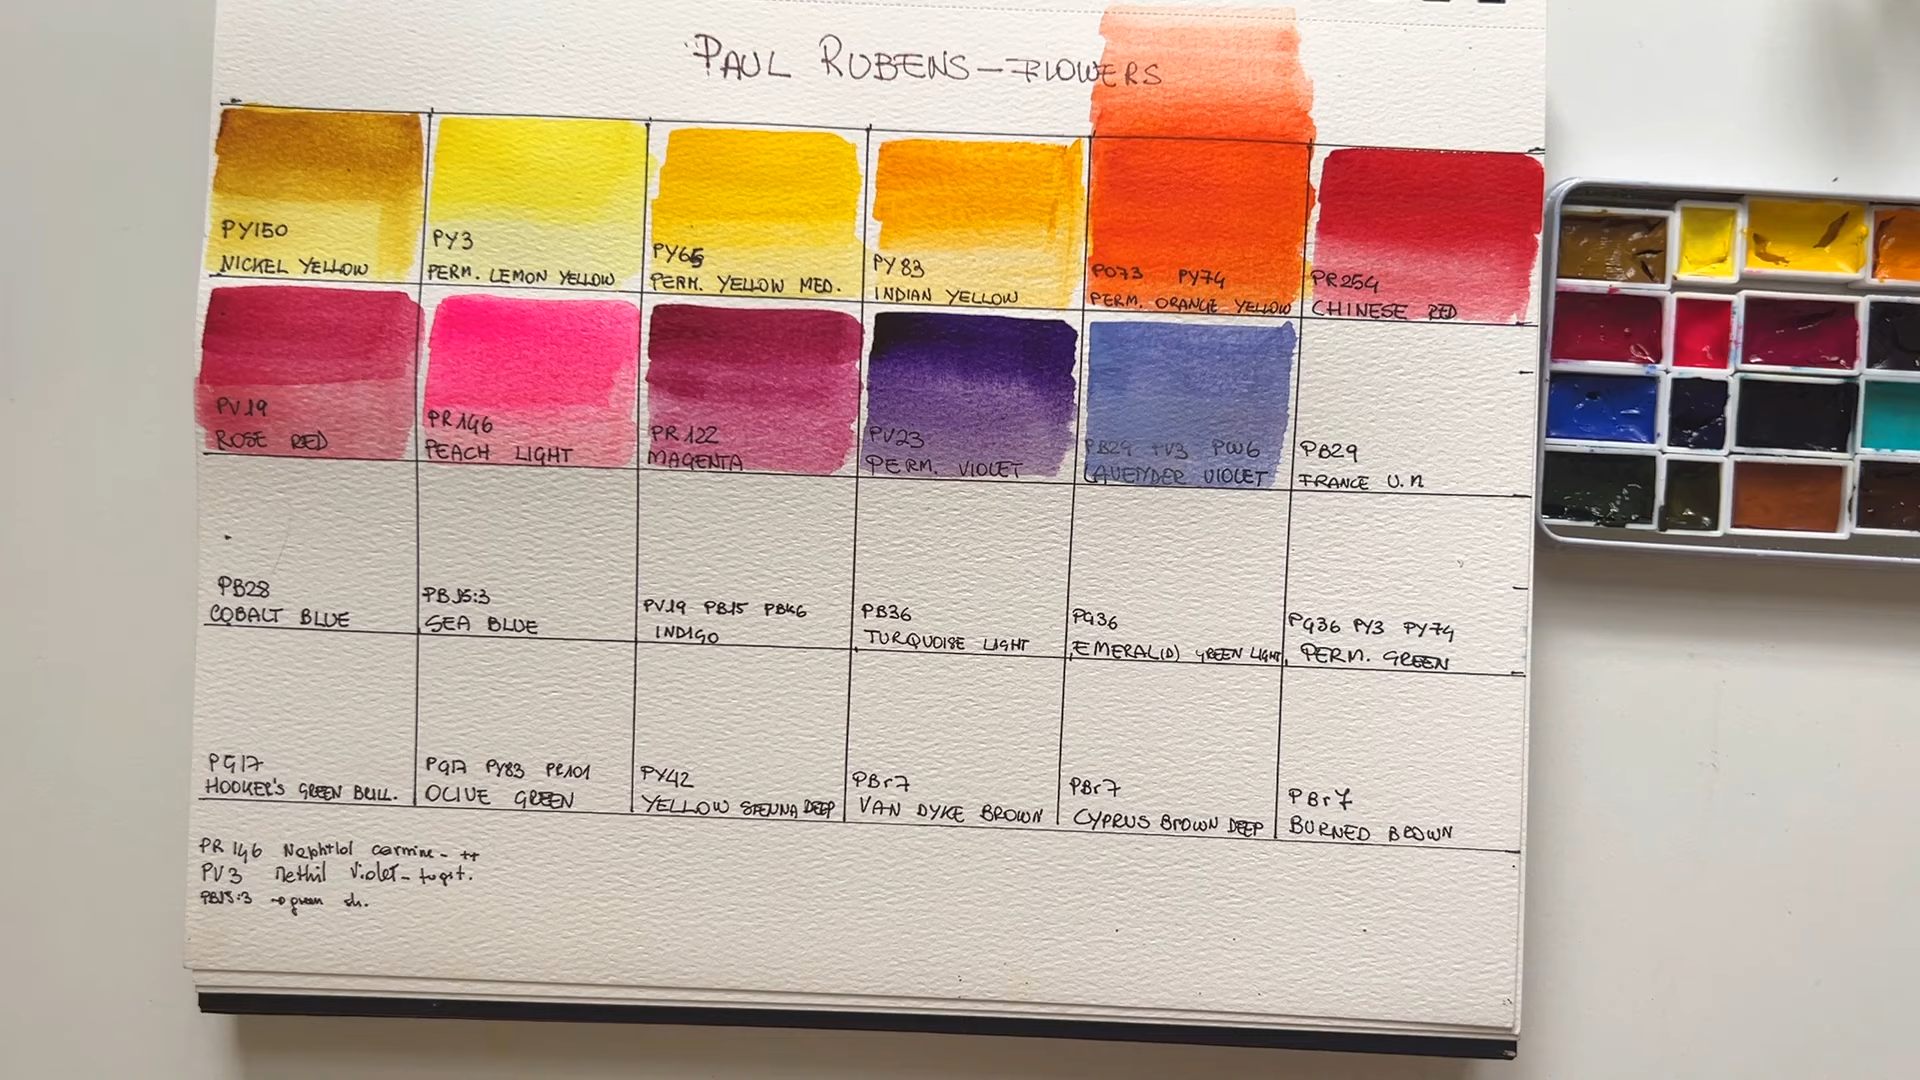 PAUL RUBENS - FLOWERS
PY150
NICKEL YELLOW
PY3
PERM. LEMON YELLOW
PY65
PERM. YELLOW MED.
PY83
INDIAN YELLOW
PO73 PY74
PERM. ORANGE YELLOW
PR254
CHINESE RED
PV19
ROSE RED
PR146
PEACH LIGHT
PR122
MAGENTA
PV23
PERM. VIOLET
PB29 PV3 PW6
LAVENDER VIOLET
PB29
FRANCE U.M
PB28
COBALT BLUE
PB15:3
SEA BLUE
PV19 PB15 PBk6
INDIGO
PB36
TURQUOISE LIGHT
PG36
EMERAL(D) GREEN LIGHT
PG36 PY3 PY74
PERM. GREEN
PG17
HOOKER'S GREEN BRILL.
PG17 PY83 PR101
OLIVE GREEN
PY42
YELLOW SIENNA DEEP
PBr7
VAN DYKE BROWN
PBr7
CYPRUS BROWN DEEP
PBr7
BURNED BROWN
PR 146 Naphtlol carmine - ++
PV3 Methil Violet -
PB15:3 → green sh.